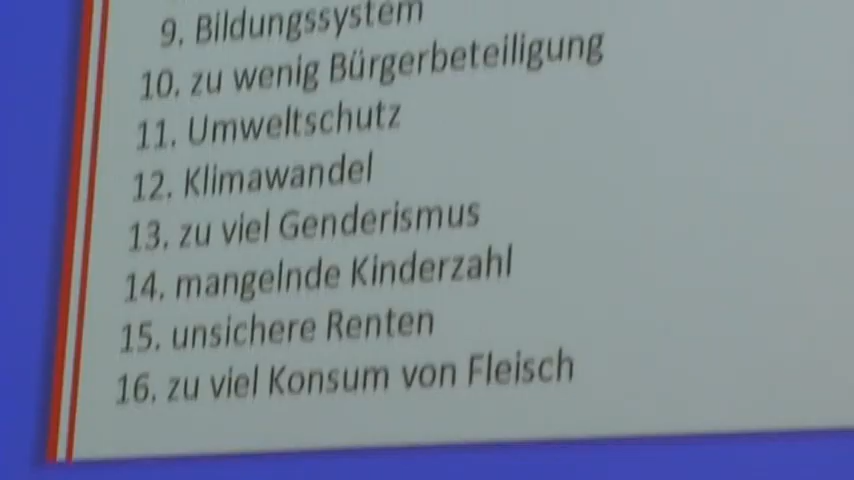 9. Bildungssystem
10. zu wenig Bürgerbeteiligung
11. Umweltschutz
12. Klimawandel
13. zu viel Genderismus
14. mangelnde Kinderzahl
15. unsichere Renten
16. zu viel Konsum von Fleisch